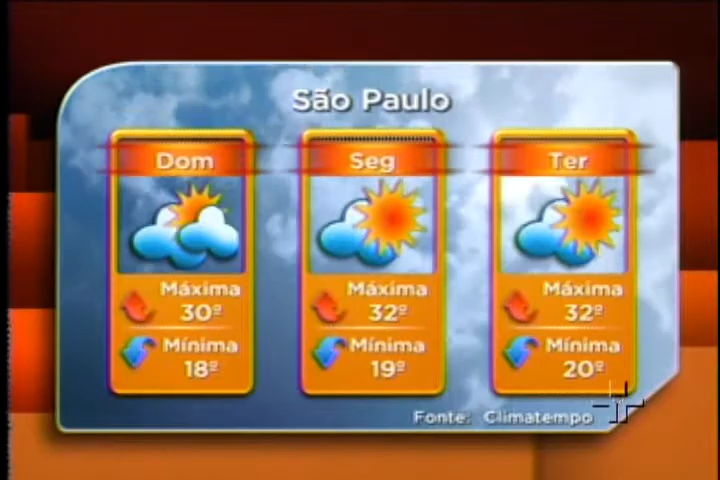 São Paulo
Dom
Máxima
30º
Mínima
18º
Seg
Máxima
32º
Mínima
19º
Ter
Máxima
32º
Mínima
20º
Fonte: Climatempo